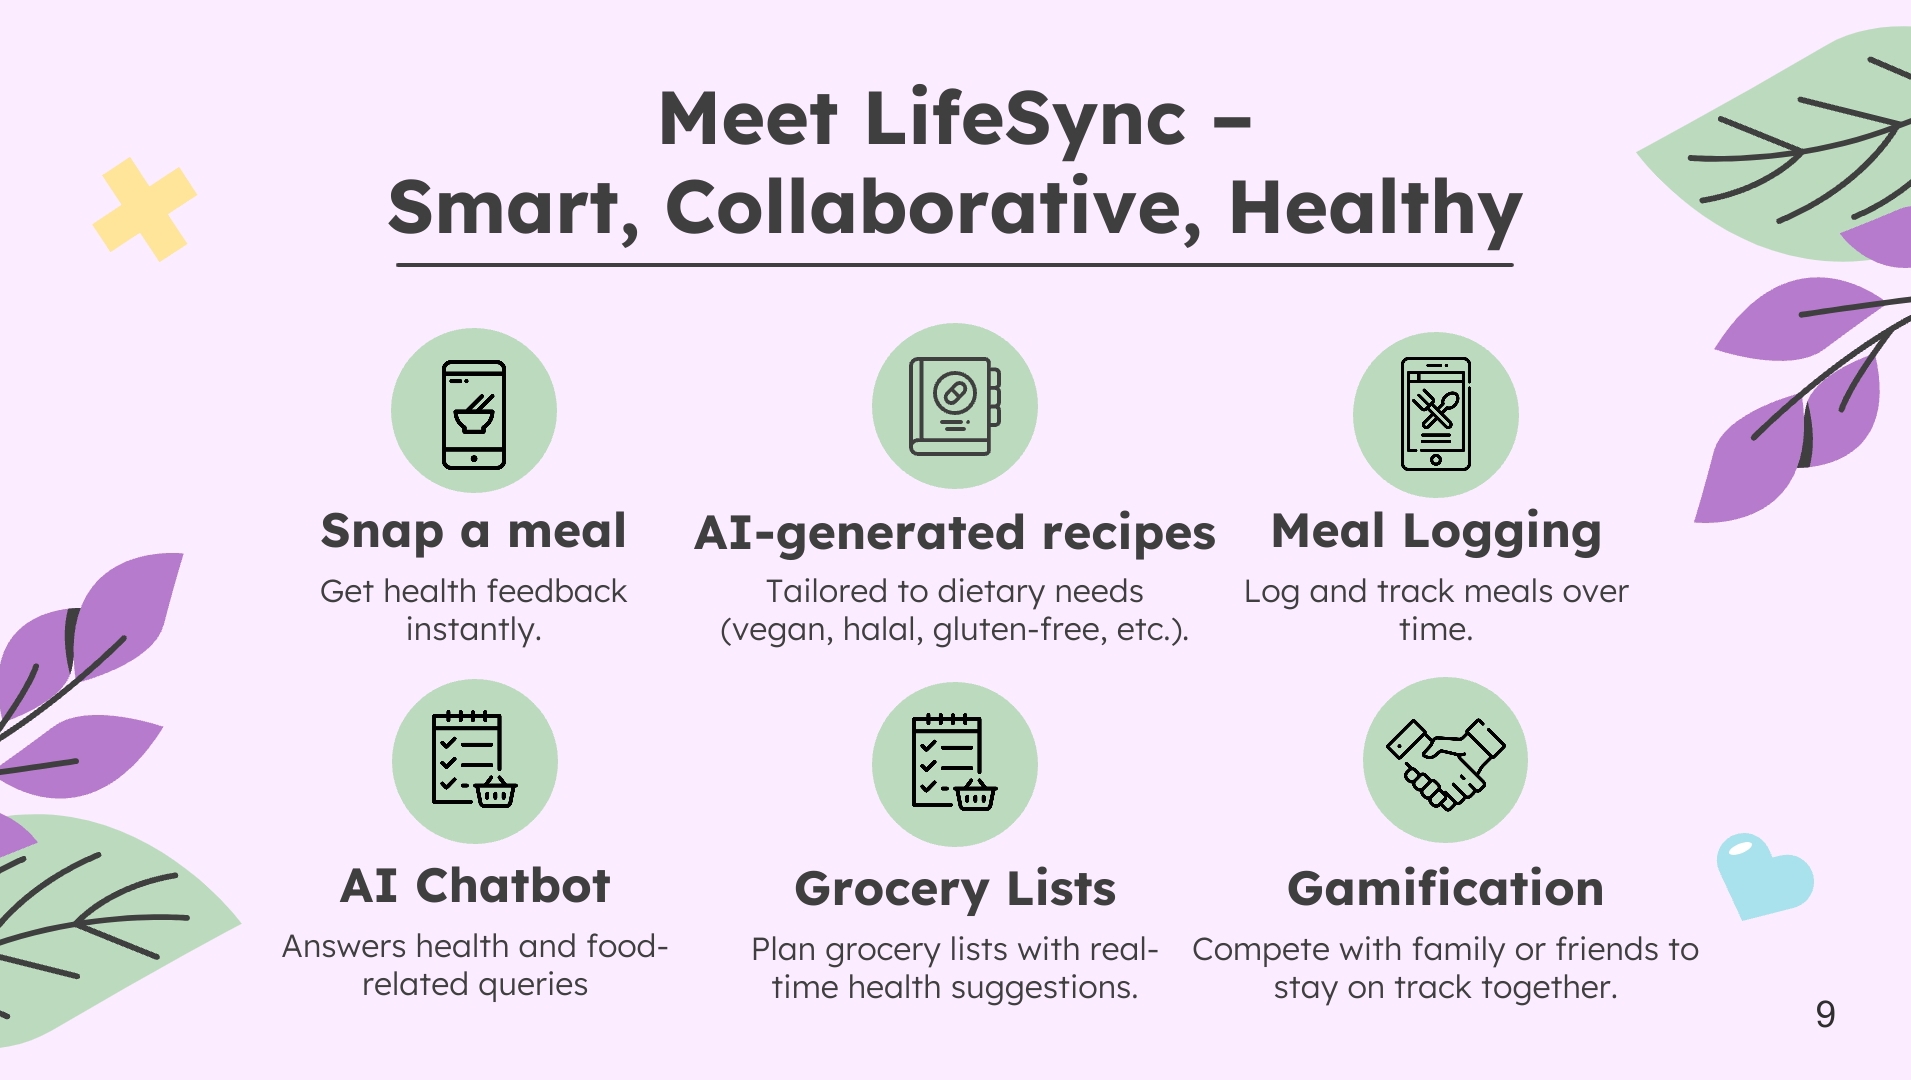 Meet LifeSync –
Smart, Collaborative, Healthy
Snap a meal
Get health feedback
instantly.
AI-generated recipes
Tailored to dietary needs
(vegan, halal, gluten-free, etc.).
Meal Logging
Log and track meals over
time.
AI Chatbot
Answers health and food-
related queries
Grocery Lists
Plan grocery lists with real-
time health suggestions.
Gamification
Compete with family or friends to
stay on track together.
9